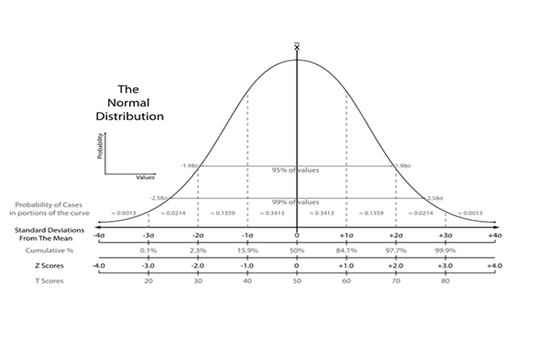 x̄
The
Normal
Distribution
Probability
Values
-1.98σ 95% of values 1.98σ
-2.58σ 99% of values 2.58σ
Probability of Cases
in portions of the curve
≈ 0.0013 ≈ 0.0214 ≈ 0.1359 ≈ 0.3413 ≈ 0.3413 ≈ 0.1359 ≈ 0.0214 ≈ 0.0013
Standard Deviations
From The Mean
-4σ -3σ -2σ -1σ 0 +1σ +2σ +3σ +4σ
Cumulative % 0.1% 2.3% 15.9% 50% 84.1% 97.7% 99.9%
Z Scores -4.0 -3.0 -2.0 -1.0 0 +1.0 +2.0 +3.0 +4.0
T Scores 20 30 40 50 60 70 80